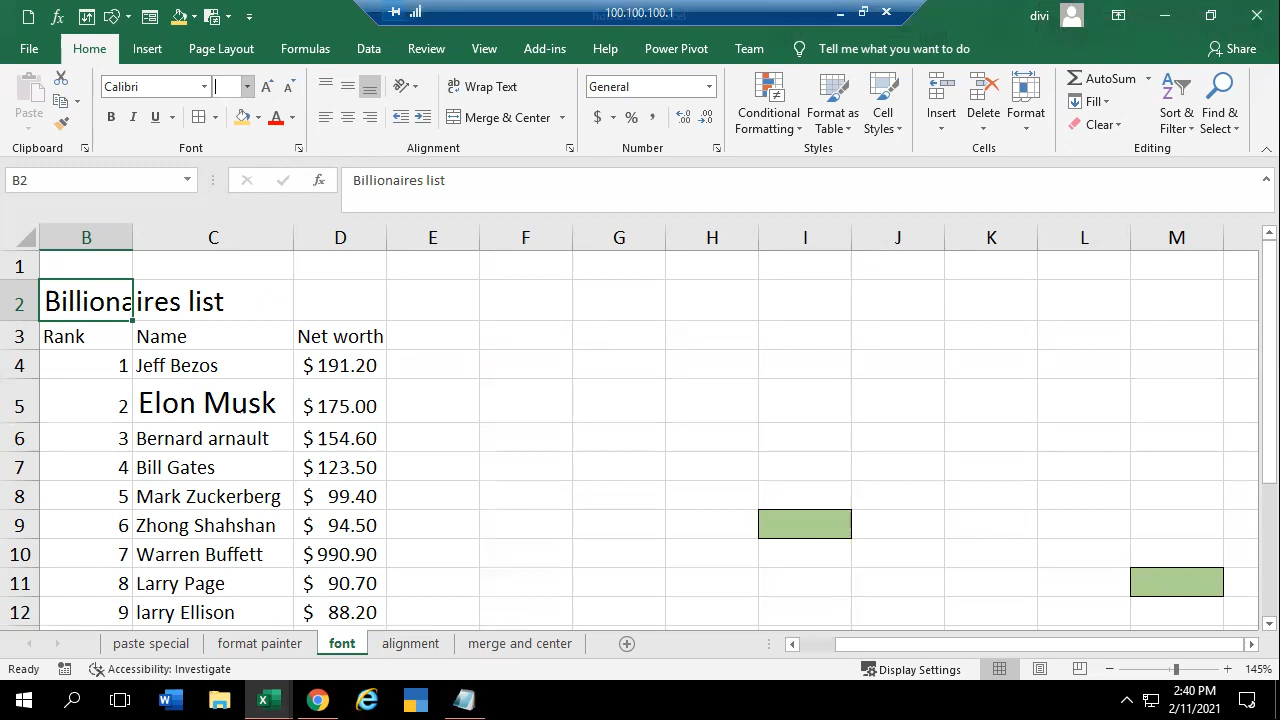 100.100.100.1
divi
File Home Insert Page Layout Formulas Data Review View Add-ins Help Power Pivot Team Tell me what you want to do Share
Paste
Clipboard
Calibri
B I U A
Font
Wrap Text
Merge & Center
Alignment
General
$ % ,
Number
Conditional Formatting
Format as Table
Cell Styles
Styles
Insert Delete Format
Cells
AutoSum
Fill
Clear
Sort & Filter
Find & Select
Editing
B2 fx Billionaires list
B C D E F G H I J K L M
1
2 Billionaires list
3 Rank Name Net worth
4 1 Jeff Bezos $ 191.20
5 2 Elon Musk $ 175.00
6 3 Bernard arnault $ 154.60
7 4 Bill Gates $ 123.50
8 5 Mark Zuckerberg $ 99.40
9 6 Zhong Shahshan $ 94.50
10 7 Warren Buffett $ 990.90
11 8 Larry Page $ 90.70
12 9 larry Ellison $ 88.20
paste special format painter font alignment merge and center
Ready Accessibility: Investigate Display Settings 145%
2:40 PM
2/11/2021